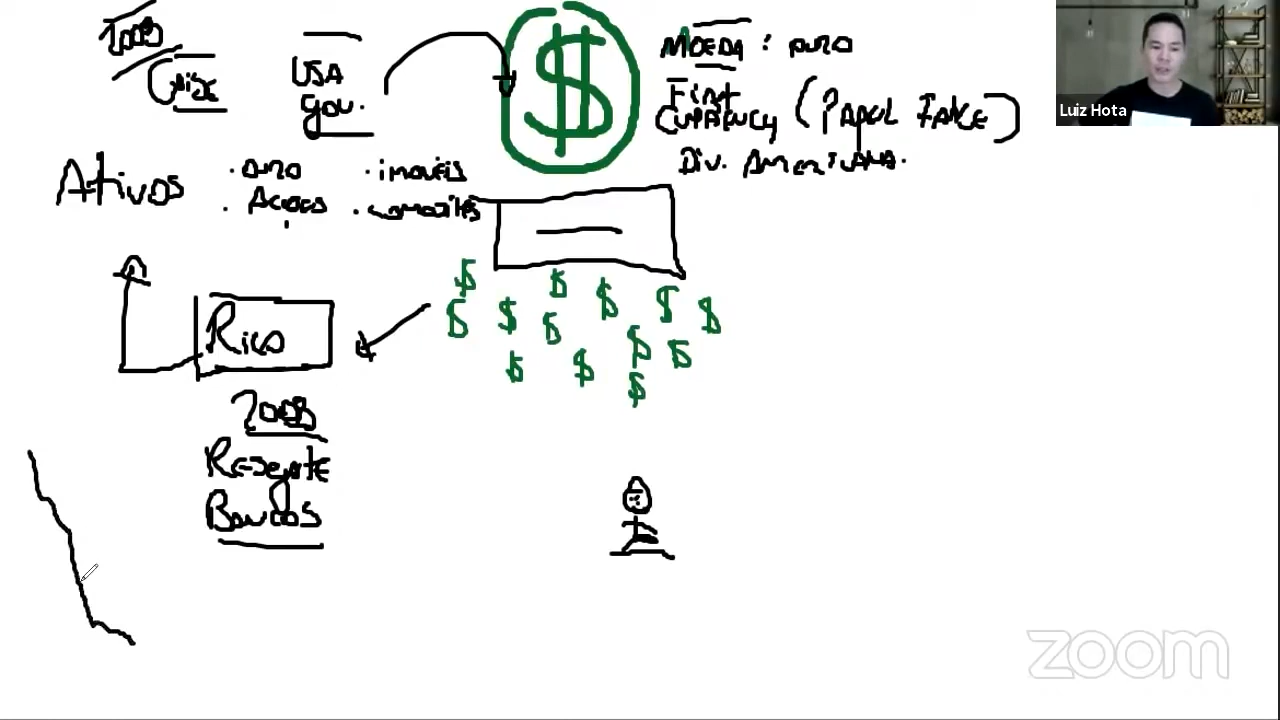 2008
Crise
USA
Gov.
$
MOEDA : OURO
FIAT
CURRENCY (PAPEL FAKE)
DIV. AMERICANA.
Luiz Hota
Ativos
· OURO
· imóveis
· Ações
· commodities
$ $ $ $ $ $ $ $ $ $ $ $ $ $
Rico
2008
Resgate
Bancos
zoom